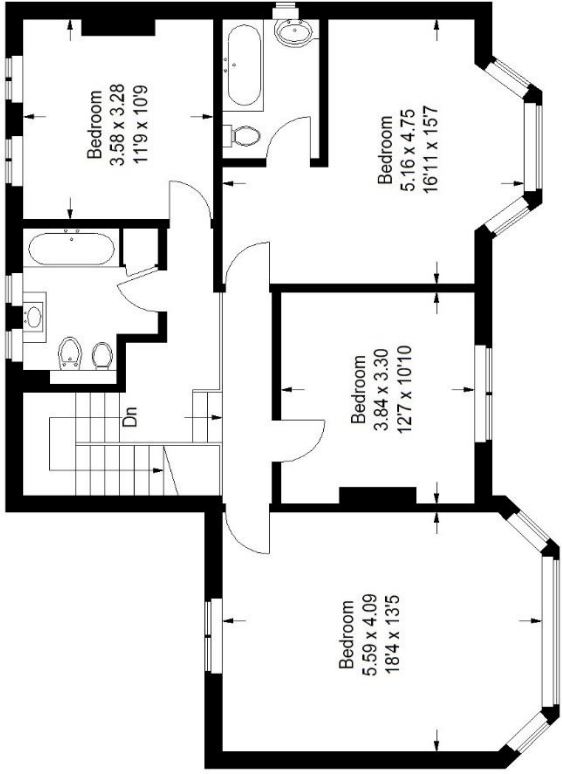 Bedroom
3.58 x 3.28
11'9 x 10'9
Bedroom
5.16 x 4.75
16'11 x 15'7
Dn
Bedroom
3.84 x 3.30
12'7 x 10'10
Bedroom
5.59 x 4.09
18'4 x 13'5